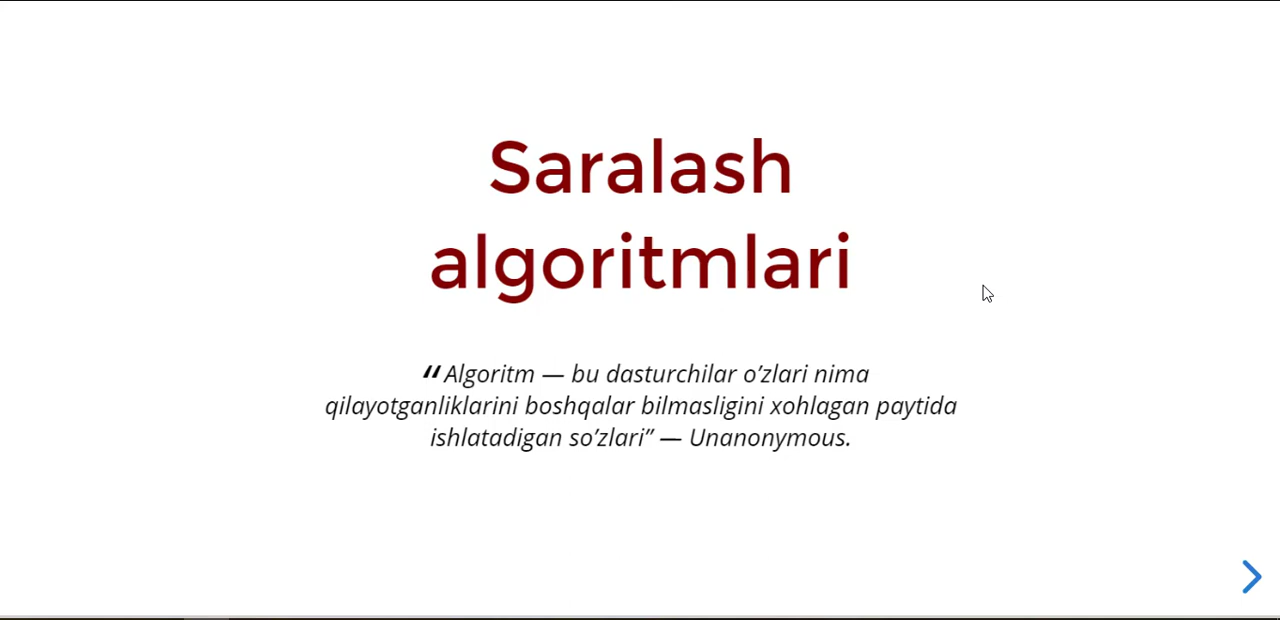 Saralash
algoritmlari
“Algoritm — bu dasturchilar o’zlari nima
qilayotganliklarini boshqalar bilmasligini xohlagan paytida
ishlatadigan so’zlari” — Unanonymous.